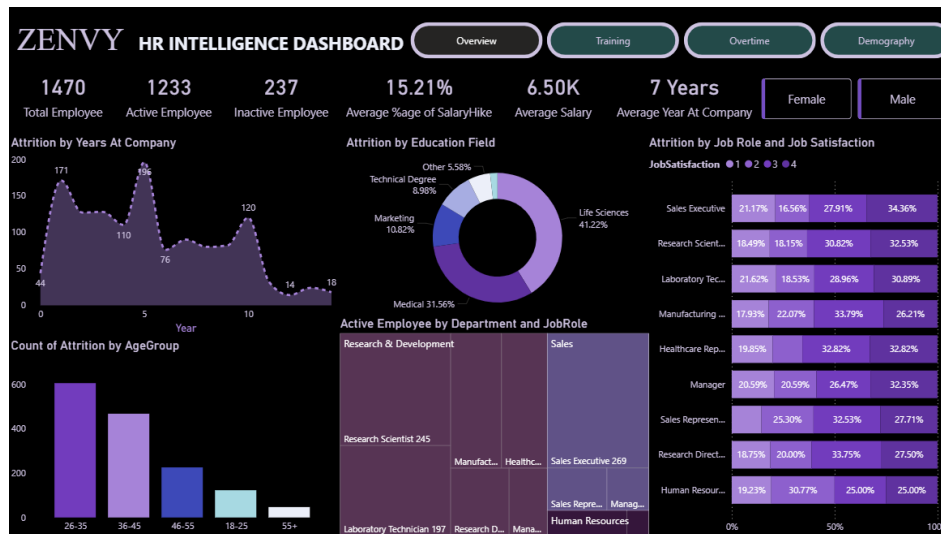 ZENVY HR INTELLIGENCE DASHBOARD
Overview
Training
Overtime
Demography
1470
Total Employee
1233
Active Employee
237
Inactive Employee
15.21%
Average %age of SalaryHike
6.50K
Average Salary
7 Years
Average Year At Company
Female
Male
Attrition by Years At Company
200
150
100
50
0
171
196
110
76
120
44
14
18
0
5
10
Year
Attrition by Education Field
Other 5.58%
Technical Degree
8.98%
Marketing
10.82%
Medical 31.56%
Life Sciences
41.22%
Attrition by Job Role and Job Satisfaction
JobSatisfaction 1 2 3 4
Sales Executive 21.17% 16.56% 27.91% 34.36%
Research Scient... 18.49% 18.15% 30.82% 32.53%
Laboratory Tec... 21.62% 18.53% 28.96% 30.89%
Manufacturing ... 17.93% 22.07% 33.79% 26.21%
Healthcare Rep... 19.85% 32.82% 32.82%
Manager 20.59% 20.59% 26.47% 32.35%
Sales Represen... 25.30% 32.53% 27.71%
Research Direct... 18.75% 20.00% 33.75% 27.50%
Human Resour... 19.23% 30.77% 25.00% 25.00%
0% 50% 100
Count of Attrition by AgeGroup
600
400
200
0
26-35 36-45 46-55 18-25 55+
Active Employee by Department and JobRole
Research & Development
Research Scientist 245
Laboratory Technician 197
Manufact...
Healthc...
Research D...
Mana...
Sales
Sales Executive 269
Sales Repre...
Manag...
Human Resources